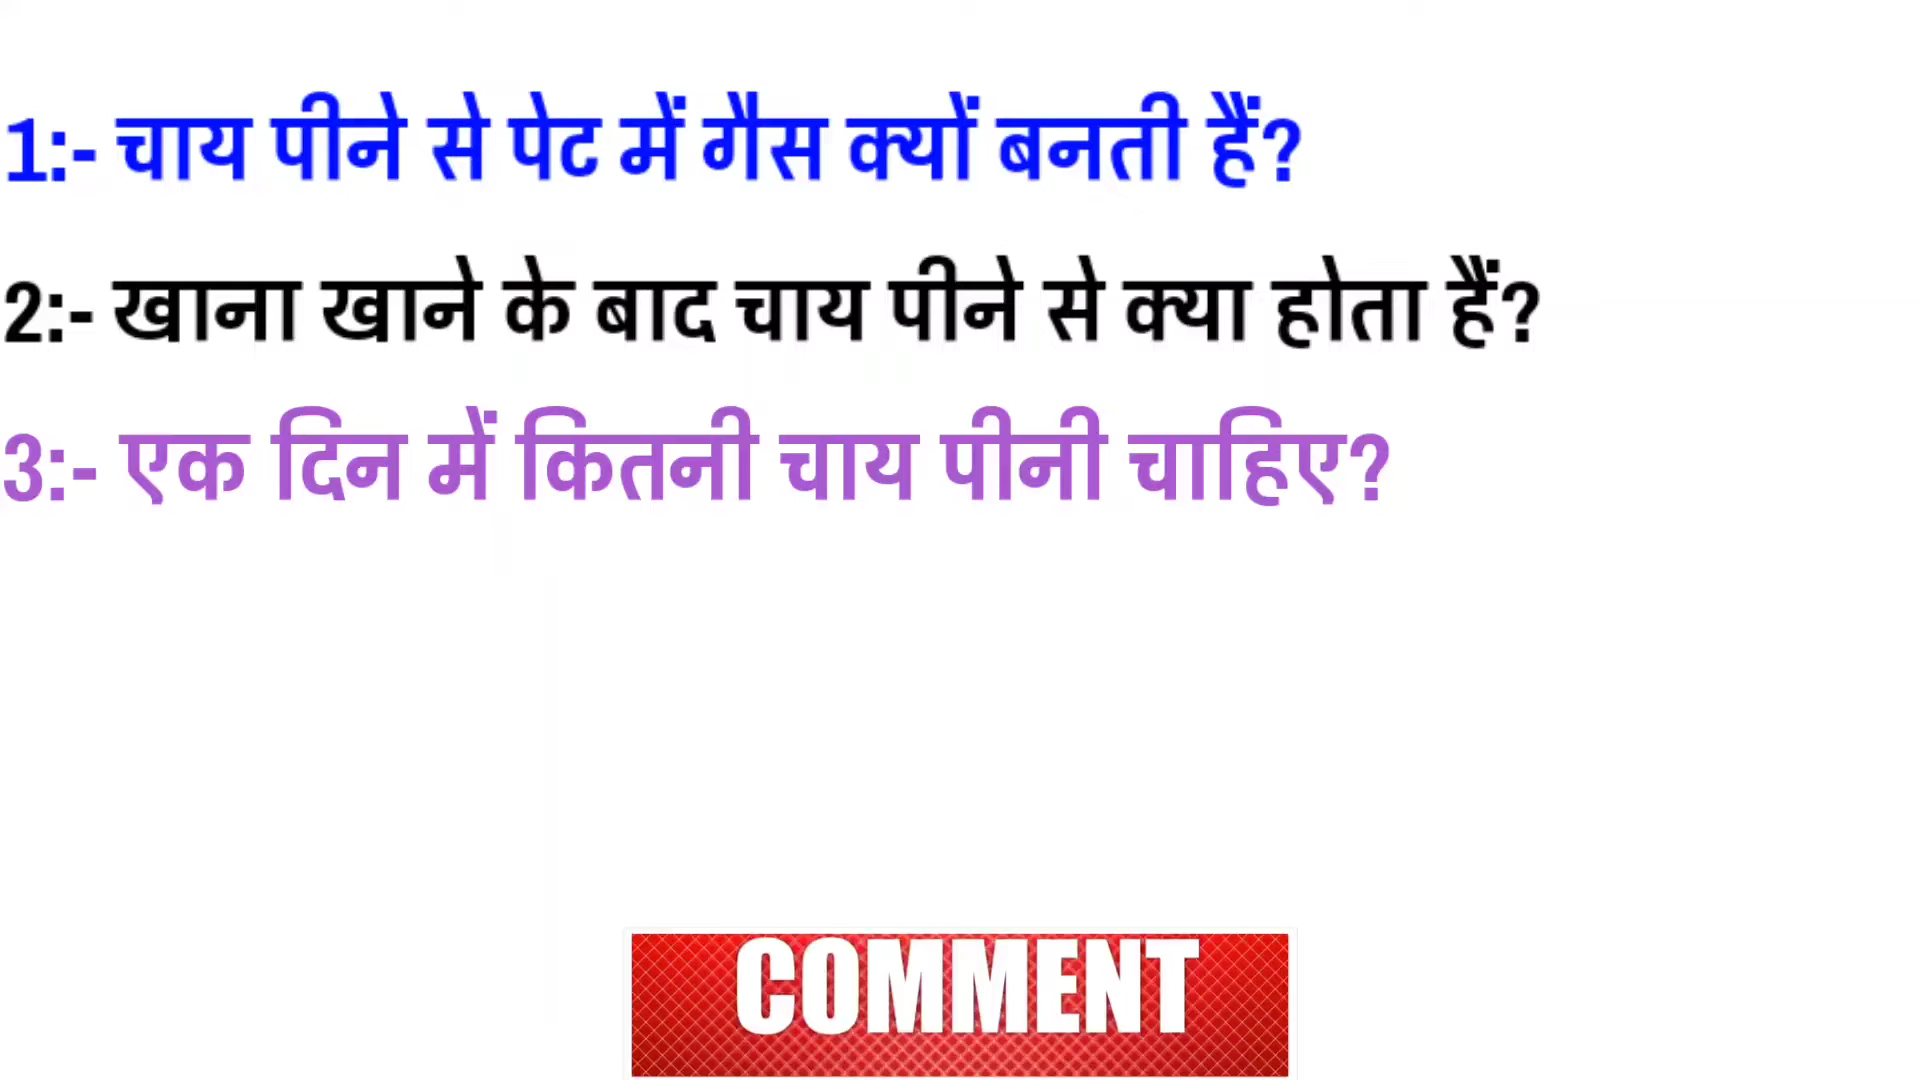 1:- चाय पीने से पेट में गैस क्यों बनती हैं?
2:- खाना खाने के बाद चाय पीने से क्या होता हैं?
3:- एक दिन में कितनी चाय पीनी चाहिए?
COMMENT